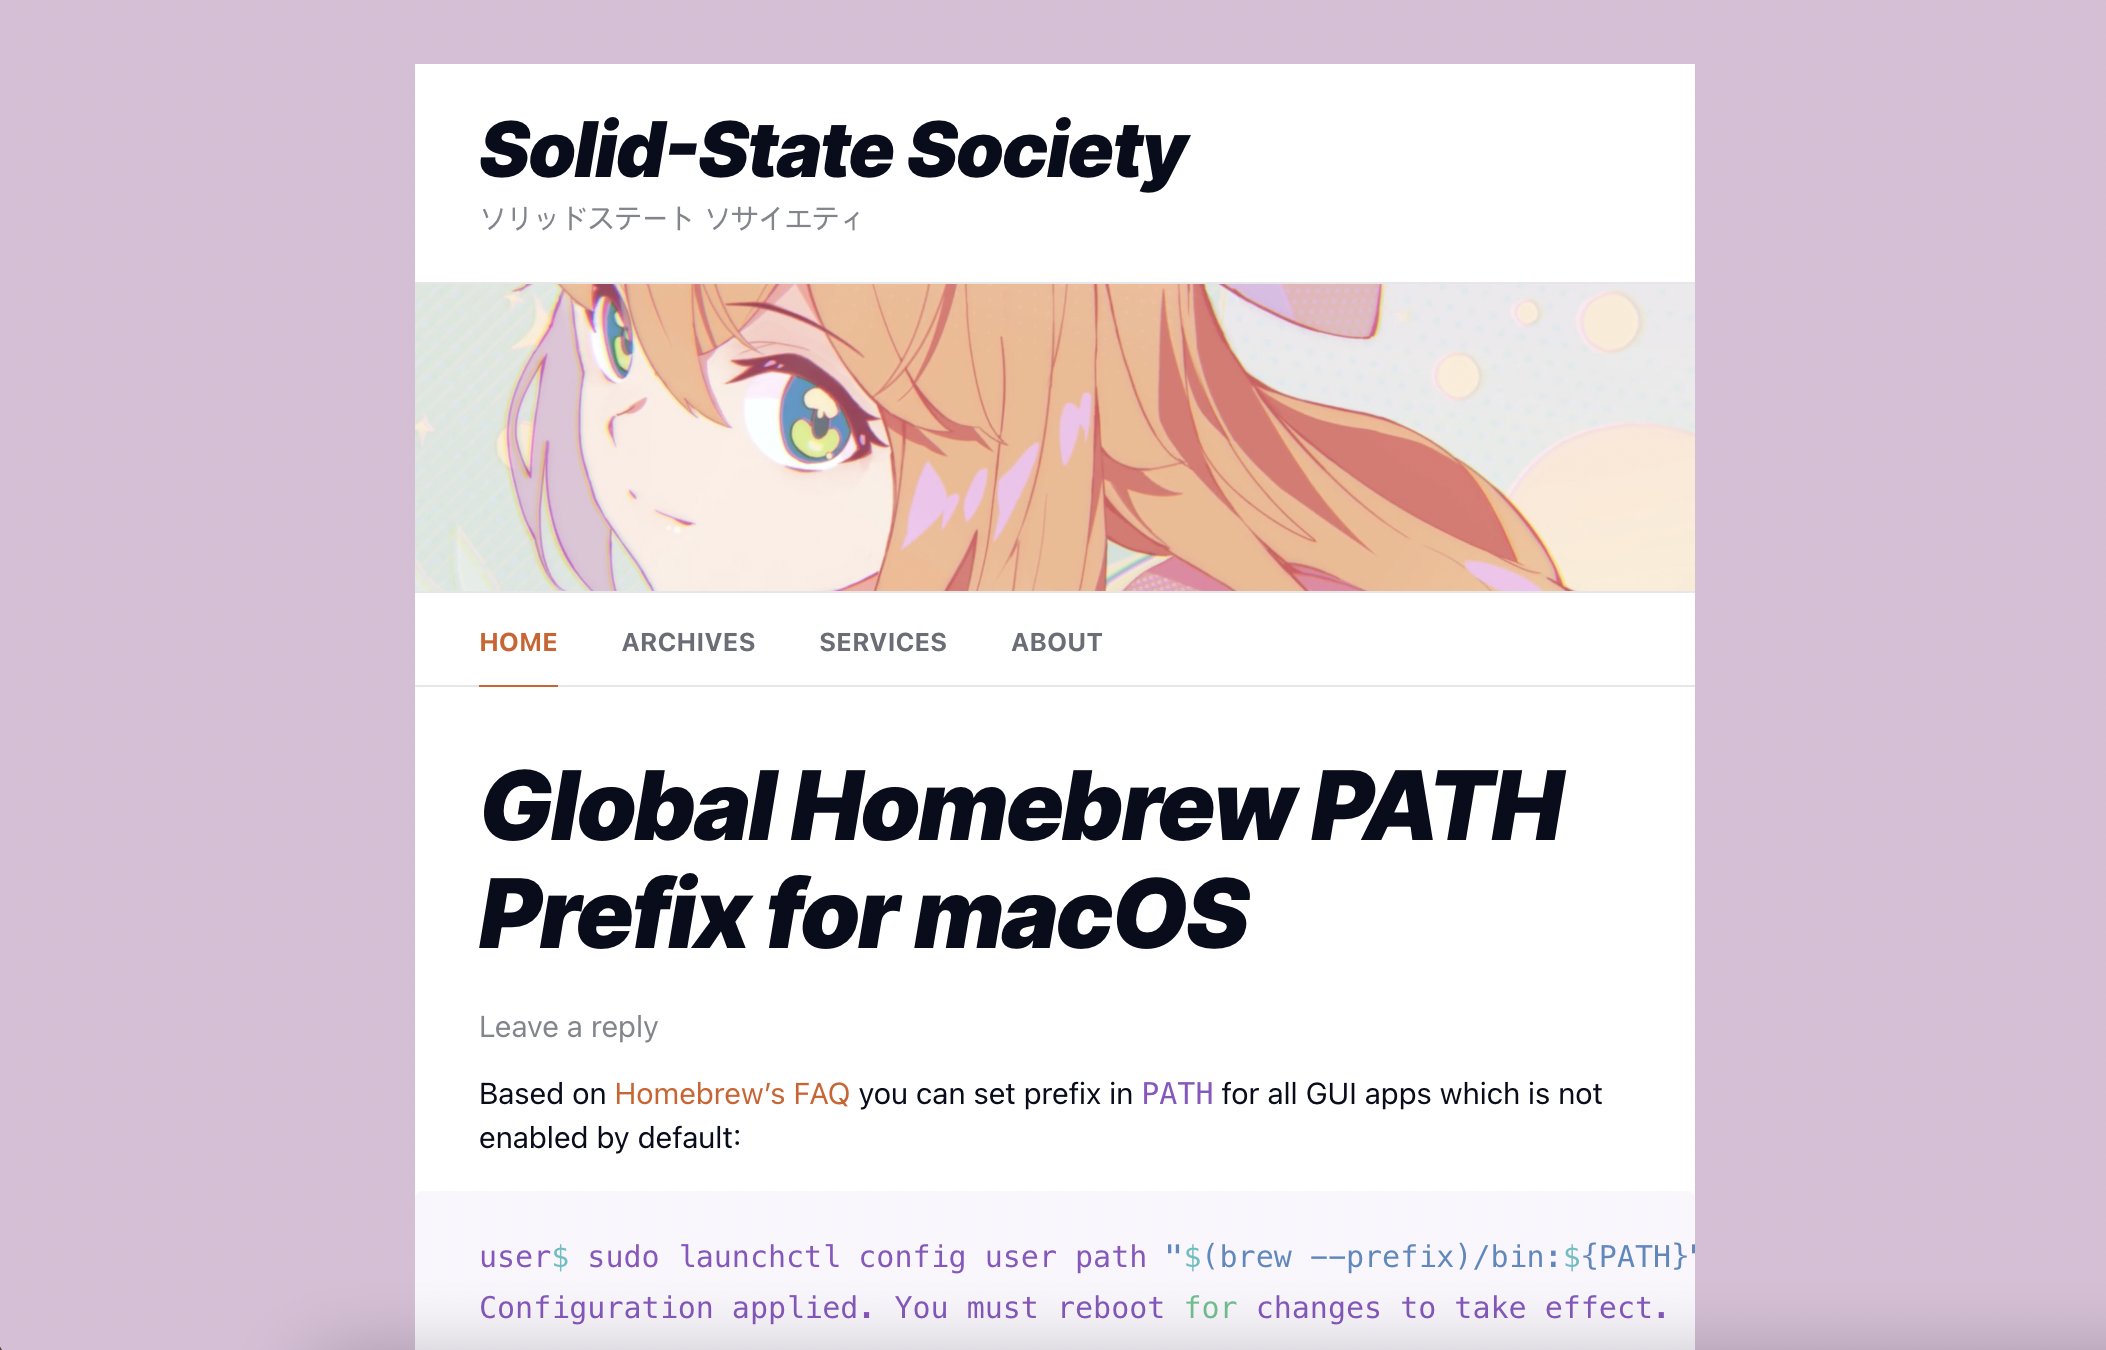 Solid-State Society
ソリッドステート ソサイエティ
HOME ARCHIVES SERVICES ABOUT
Global Homebrew PATH
Prefix for macOS
Leave a reply
Based on Homebrew’s FAQ you can set prefix in PATH for all GUI apps which is not
enabled by default:
user$ sudo launchctl config user path "$(brew --prefix)/bin:${PATH}"
Configuration applied. You must reboot for changes to take effect.